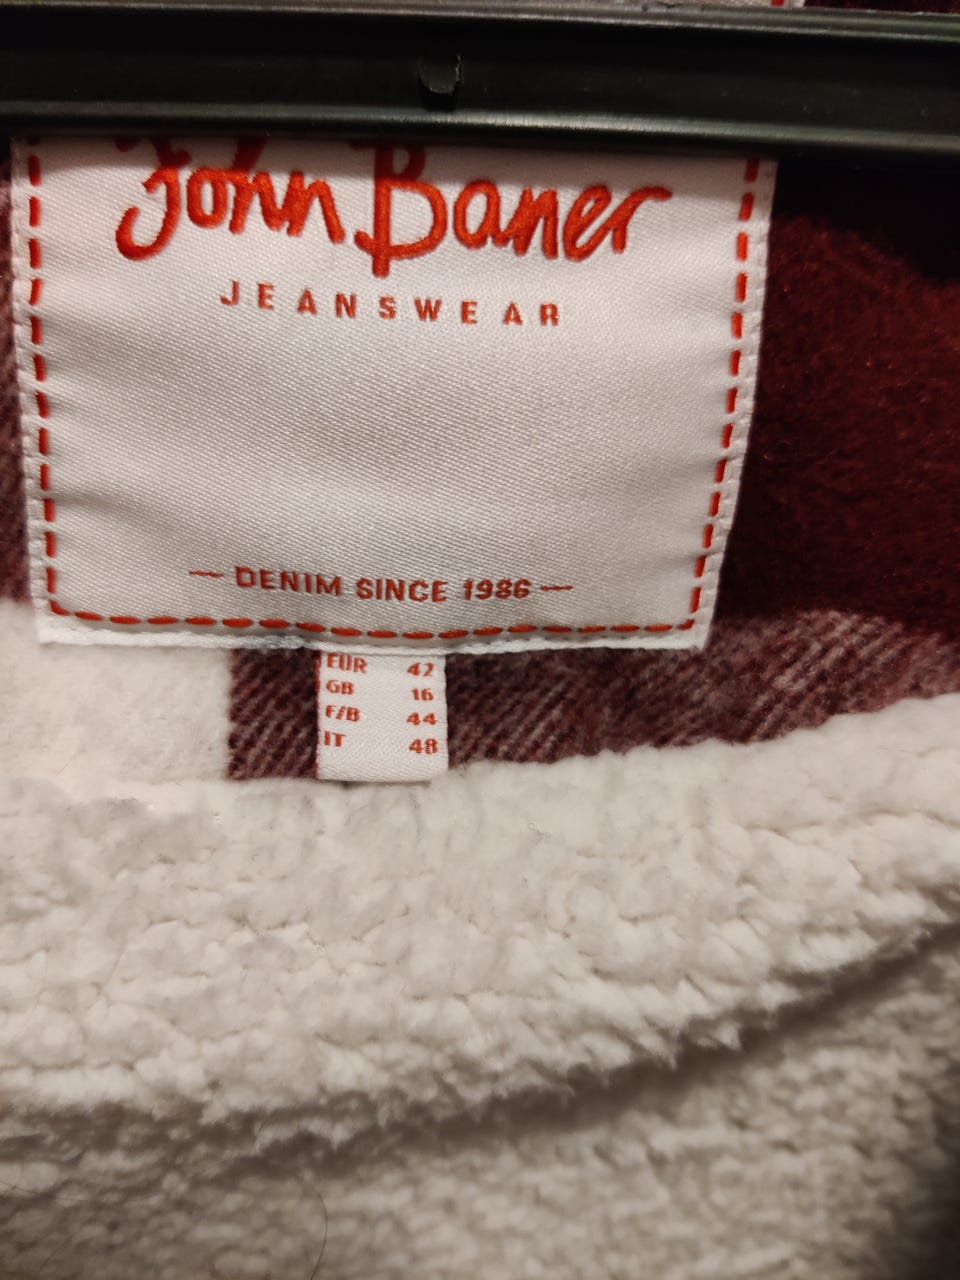 John Baner
JEANSWEAR
— DENIM SINCE 1986 —
EUR 42
GB 16
F/B 44
IT 48